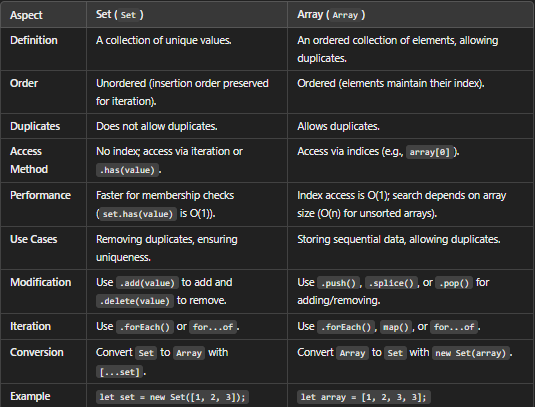 Aspect Set ( Set ) Array ( Array )
Definition A collection of unique values. An ordered collection of elements, allowing
duplicates.
Order Unordered (insertion order preserved Ordered (elements maintain their index).
for iteration).
Duplicates Does not allow duplicates. Allows duplicates.
Access No index; access via iteration or Access via indices (e.g., array[0] ).
Method .has(value) .
Performance Faster for membership checks Index access is O(1); search depends on array
( set.has(value) is O(1)). size (O(n) for unsorted arrays).
Use Cases Removing duplicates, ensuring Storing sequential data, allowing duplicates.
uniqueness.
Modification Use .add(value) to add and Use .push() , .splice() , or .pop() for
.delete(value) to remove. adding/removing.
Iteration Use .forEach() or for...of . Use .forEach() , map() , or for...of .
Conversion Convert Set to Array with Convert Array to Set with new Set(array) .
[...set] .
Example let set = new Set([1, 2, 3]); let array = [1, 2, 3, 3];